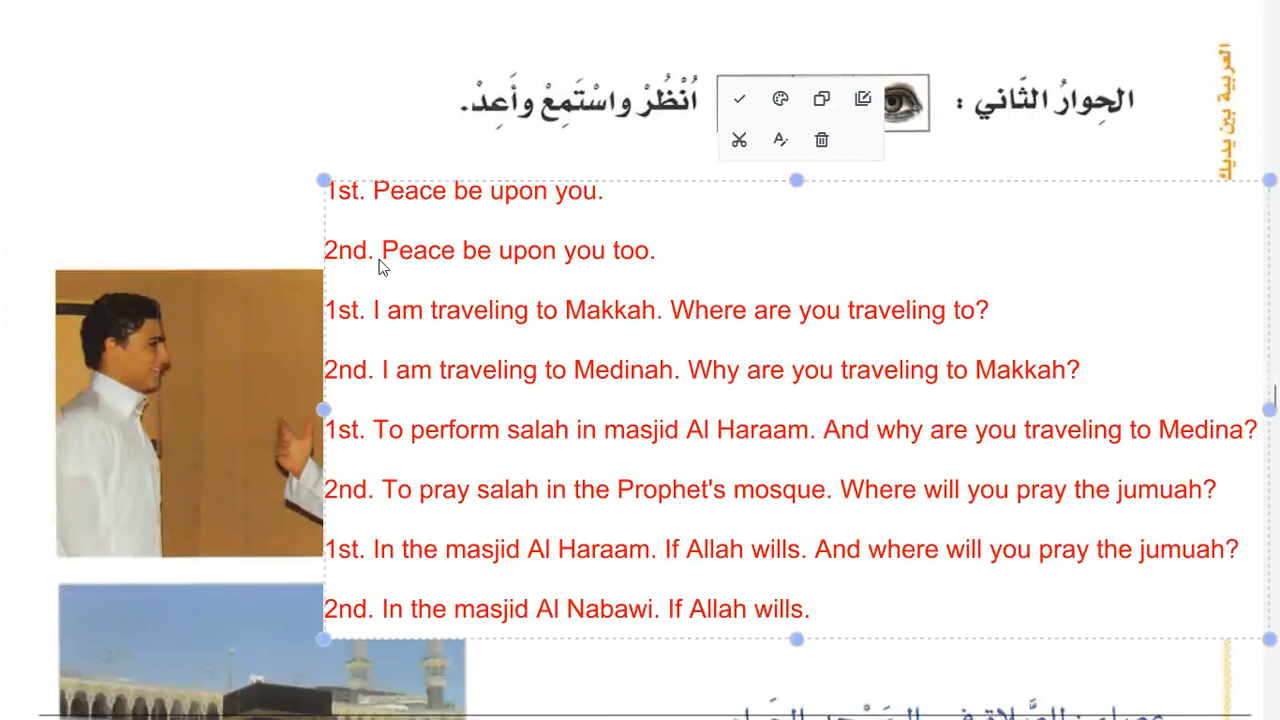 العربية بين يديك
الحِوارُ الثّاني :
اُنْظُرْ واسْتَمِعْ وأَعِدْ.
1st. Peace be upon you.
2nd. Peace be upon you too.
1st. I am traveling to Makkah. Where are you traveling to?
2nd. I am traveling to Medinah. Why are you traveling to Makkah?
1st. To perform salah in masjid Al Haraam. And why are you traveling to Medina?
2nd. To pray salah in the Prophet's mosque. Where will you pray the jumuah?
1st. In the masjid Al Haraam. If Allah wills. And where will you pray the jumuah?
2nd. In the masjid Al Nabawi. If Allah wills.